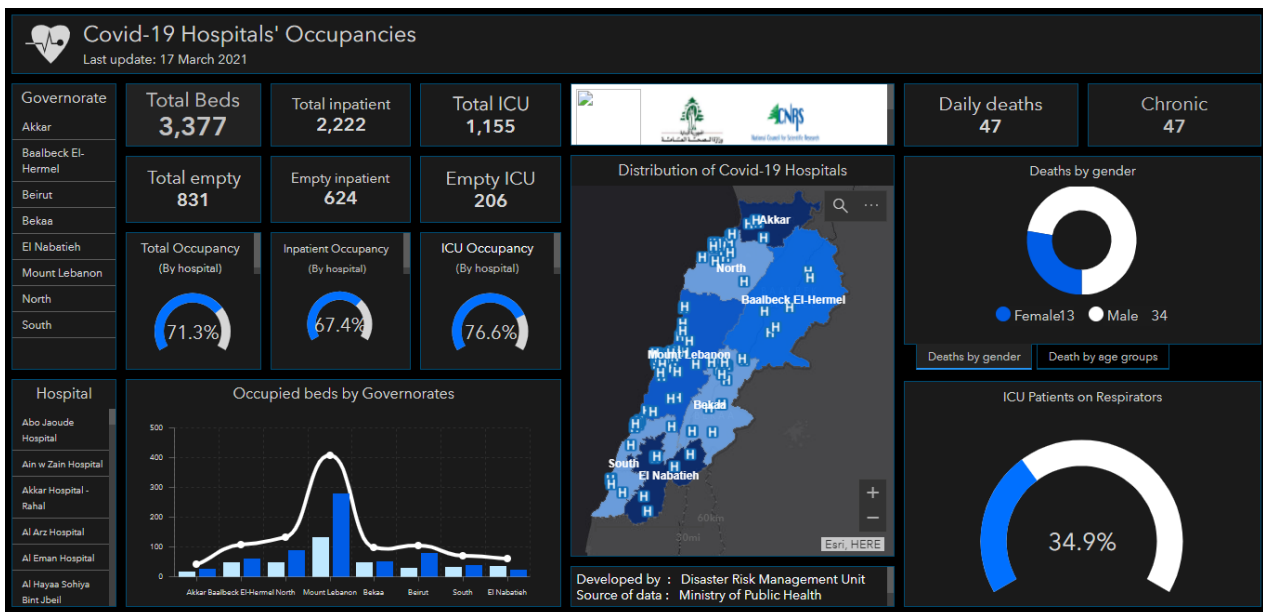 Covid-19 Hospitals' Occupancies
Last update: 17 March 2021
Governorate
Akkar
Baalbeck El-
Hermel
Beirut
Bekaa
El Nabatieh
Mount Lebanon
North
South
Total Beds
3,377
Total inpatient
2,222
Total ICU
1,155
Total empty
831
Empty inpatient
624
Empty ICU
206
Total Occupancy
(By hospital)
71.3%
Inpatient Occupancy
(By hospital)
67.4%
ICU Occupancy
(By hospital)
76.6%
Hospital
Abo Jaoude
Hospital
Ain w Zain Hospital
Akkar Hospital -
Rahal
Al Arz Hospital
Al Eman Hospital
Al Hayaa Sohiya
Bint Jbeil
Occupied beds by Governorates
500
400
300
200
100
0
Akkar Baalbeck El-Hermel North Mount Lebanon Bekaa Beirut South El Nabatieh
CNRS
National Council for Scientific Research
Distribution of Covid-19 Hospitals
Akkar
North
Baalbeck El-Hermel
Mount Lebanon
Bekaa
South
El Nabatieh
60km
30mi
+
−
Esri, HERE
Developed by : Disaster Risk Management Unit
Source of data : Ministry of Public Health
Daily deaths
47
Chronic
47
Deaths by gender
Female13 Male 34
Deaths by gender Death by age groups
ICU Patients on Respirators
34.9%